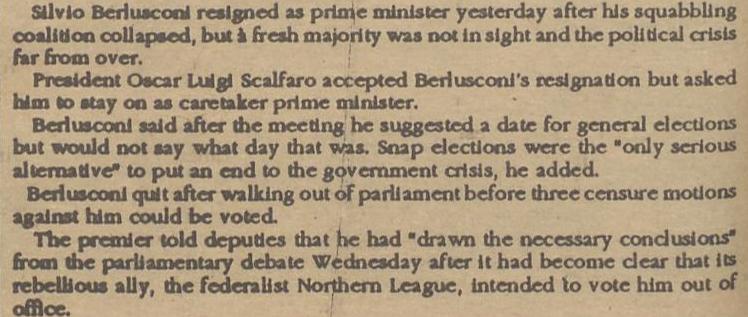 Silvio Berlusconi resigned as prime minister yesterday after his squabbling
coalition collapsed, but a fresh majority was not in sight and the political crisis
far from over.
President Oscar Luigi Scalfaro accepted Berlusconi's resignation but asked
him to stay on as caretaker prime minister.
Berlusconi said after the meeting he suggested a date for general elections
but would not say what day that was. Snap elections were the "only serious
alternative" to put an end to the government crisis, he added.
Berlusconi quit after walking out of parliament before three censure motions
against him could be voted.
The premier told deputies that he had "drawn the necessary conclusions"
from the parliamentary debate Wednesday after it had become clear that its
rebellious ally, the federalist Northern League, intended to vote him out of
office.